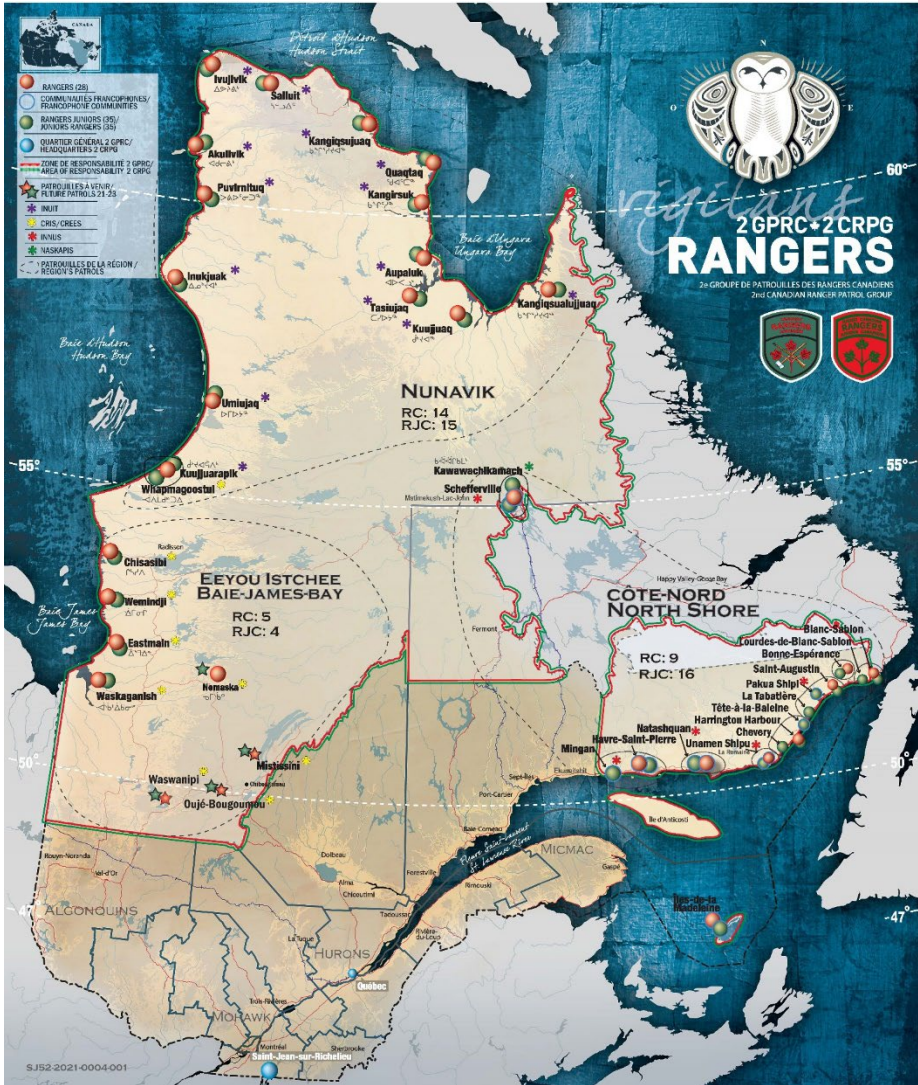 CANADA
RANGERS (28)
COMMUNAUTÉS FRANCOPHONES/
FRANCOPHONE COMMUNITIES
RANGERS JUNIORS (35)/
JUNIORS RANGERS (35)
QUARTIER GÉNÉRAL 2 GPRC/
HEADQUARTERS 2 CRPG
ZONE DE RESPONSABILITÉ 2 GPRC/
AREA OF RESPONSABILITY 2 CRPG
PATROUILLES À VENIR/
FUTURE PATROLS 21-23
INUIT
CRIS/CREES
INNUS
NASKAPIS
PATROUILLES DE LA RÉGION/
REGION'S PATROLS
Détroit d'Hudson
Hudson Strait
N
O
E
S
vigilans
2 GPRC 2 CRPG
RANGERS
2e GROUPE DE PATROUILLES DES RANGERS CANADIENS
2nd CANADIAN RANGER PATROL GROUP
RANGERS
60°
Ivujivik
Salluit
Kangiqsujuaq
Akulivik
Quaqtaq
Puvirnituq
Kangirsuk
Baie d'Ungava
Ungava Bay
Inukjuak
Aupaluk
Tasiujaq
Kuujjuaq
Kangiqsualujjuaq
Baie d'Hudson
Hudson Bay
Umiujaq
NUNAVIK
RC: 14
RJC: 15
55°
55°
Kuujjuarapik
Whapmagoostui
Kawawachikamach
Schefferville
Matimekush-Lac-John
Radisson
Chisasibi
Wemindji
Eastmain
Waskaganish
Nemaska
Baie James
James Bay
EEYOU ISTCHEE
BAIE-JAMES-BAY
RC: 5
RJC: 4
Happy Valley-Goose Bay
Fermont
CÔTE-NORD
NORTH SHORE
RC: 9
RJC: 16
Blanc-Sablon
Lourdes-de-Blanc-Sablon
Bonne-Espérance
Saint-Augustin
Pakua Shipi
La Tabatière
Tête-à-la-Baleine
Harrington Harbour
Chevery
Natashquan
Unamen Shipu
La Romaine
Havre-Saint-Pierre
Mingan
50°
50°
Mistissini
Waswanipi
Chibougamau
Oujé-Bougoumou
Sept-Îles
Port-Cartier
Baie-Comeau
Île d'Anticosti
Fleuve Saint-Laurent
St. Lawrence River
MICMAC
Gaspé
Rouyn-Noranda
Val-d'Or
Dolbeau
Alma
Chicoutimi
Forestville
Tadoussac
Rimouski
Rivière-du-Loup
47°
47°
Îles-de-la
Madeleine
ALGONQUINS
La Tuque
HURONS
Québec
Trois-Rivières
MOHAWK
Montréal
Sherbrooke
Saint-Jean-sur-Richelieu
SJ52-2021-0004-001